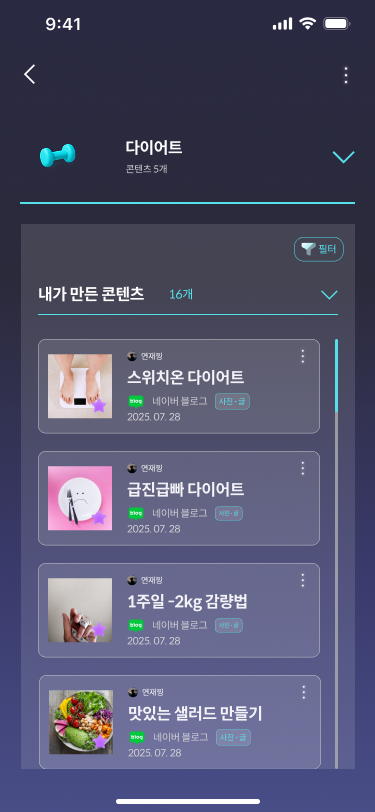 9:41
다이어트
콘텐츠 5개
필터
내가 만든 콘텐츠 16개
연재핑
스위치온 다이어트
blog 네이버 블로그 사진·글
2025. 07. 28
연재핑
급진급빠 다이어트
blog 네이버 블로그 사진·글
2025. 07. 28
연재핑
1주일 -2kg 감량법
blog 네이버 블로그 사진·글
2025. 07. 28
연재핑
맛있는 샐러드 만들기
blog 네이버 블로그 사진·글
2025. 07. 28